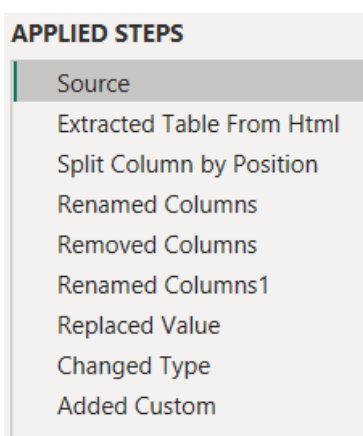 APPLIED STEPS
Source
Extracted Table From Html
Split Column by Position
Renamed Columns
Removed Columns
Renamed Columns1
Replaced Value
Changed Type
Added Custom